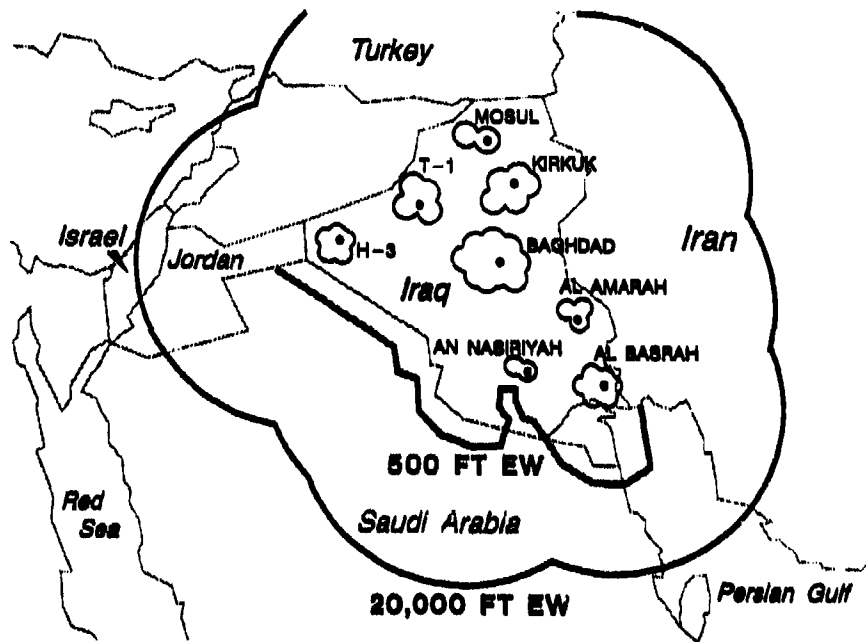 Turkey
MOSUL
T-1
KIRKUK
Israel
Jordan
H-3
BAGHDAD
Iran
Iraq
AL AMARAH
AN NASIRIYAH
AL BASRAH
500 FT EW
Red
Sea
Saudi Arabia
20,000 FT EW
Persian Gulf